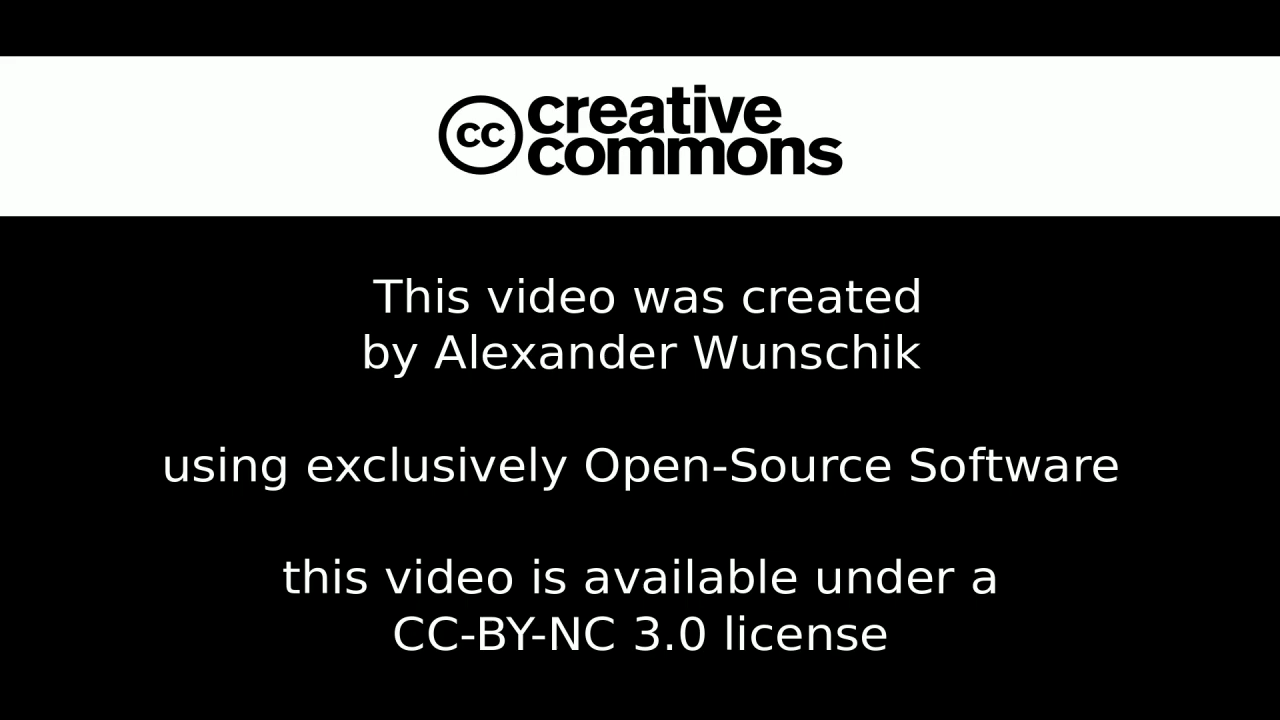 cc creative
commons
This video was created
by Alexander Wunschik
using exclusively Open-Source Software
this video is available under a
CC-BY-NC 3.0 license